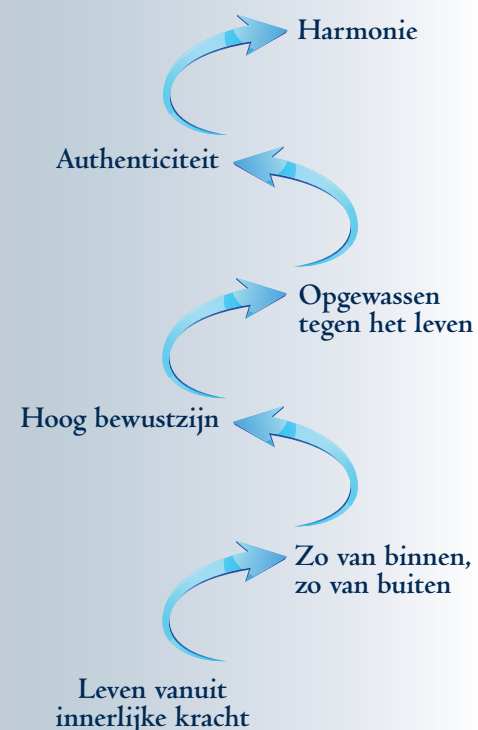 Harmonie
Authenticiteit
Opgewassen
tegen het leven
Hoog bewustzijn
Zo van binnen,
zo van buiten
Leven vanuit
innerlijke kracht